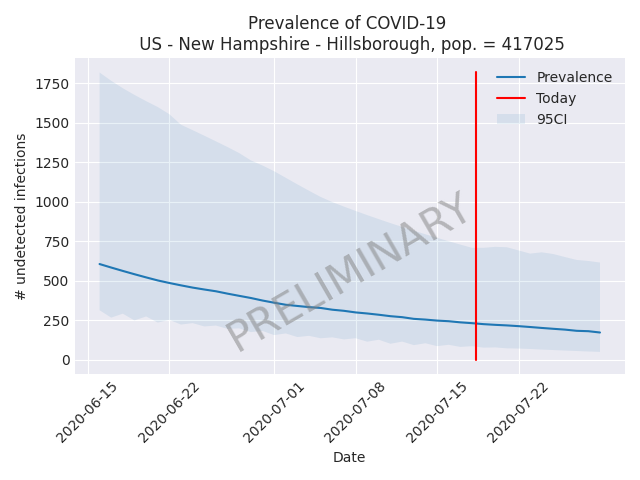 Prevalence of COVID-19
US - New Hampshire - Hillsborough, pop. = 417025
Prevalence
Today
95CI
1750
1500
1250
1000
750
500
250
0
# undetected infections
PRELIMINARY
2020-06-15
2020-06-22
2020-07-01
2020-07-08
2020-07-15
2020-07-22
Date